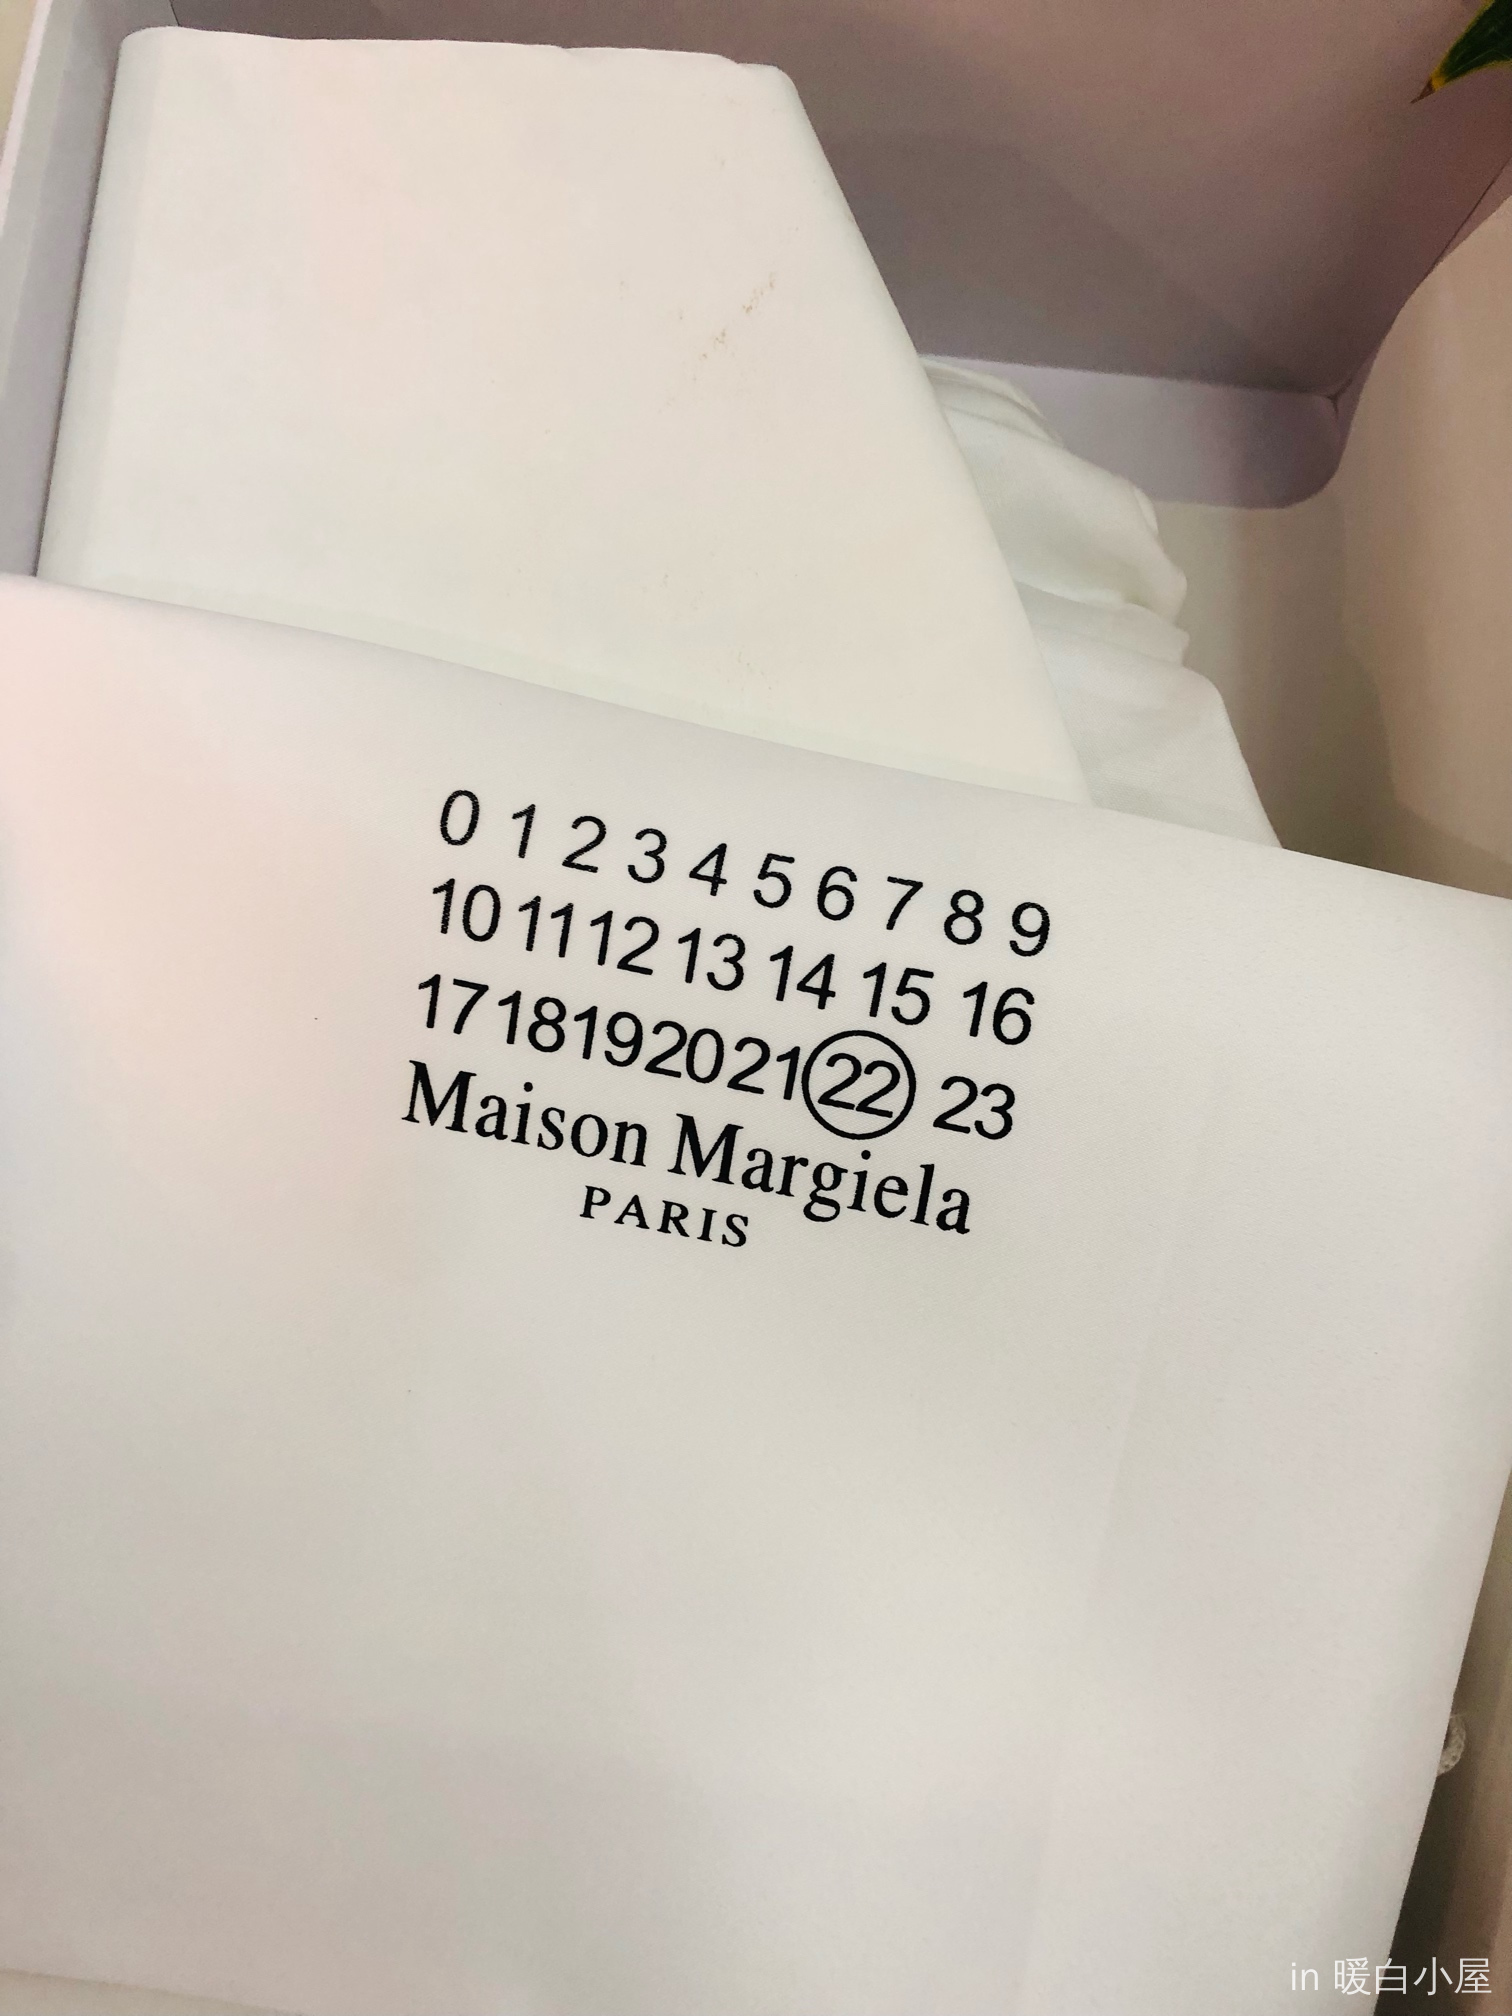 0 1 2 3 4 5 6 7 8 9
10 11 12 13 14 15 16
17 18 19 20 21 22 23
Maison Margiela
PARIS
in 暖白小屋